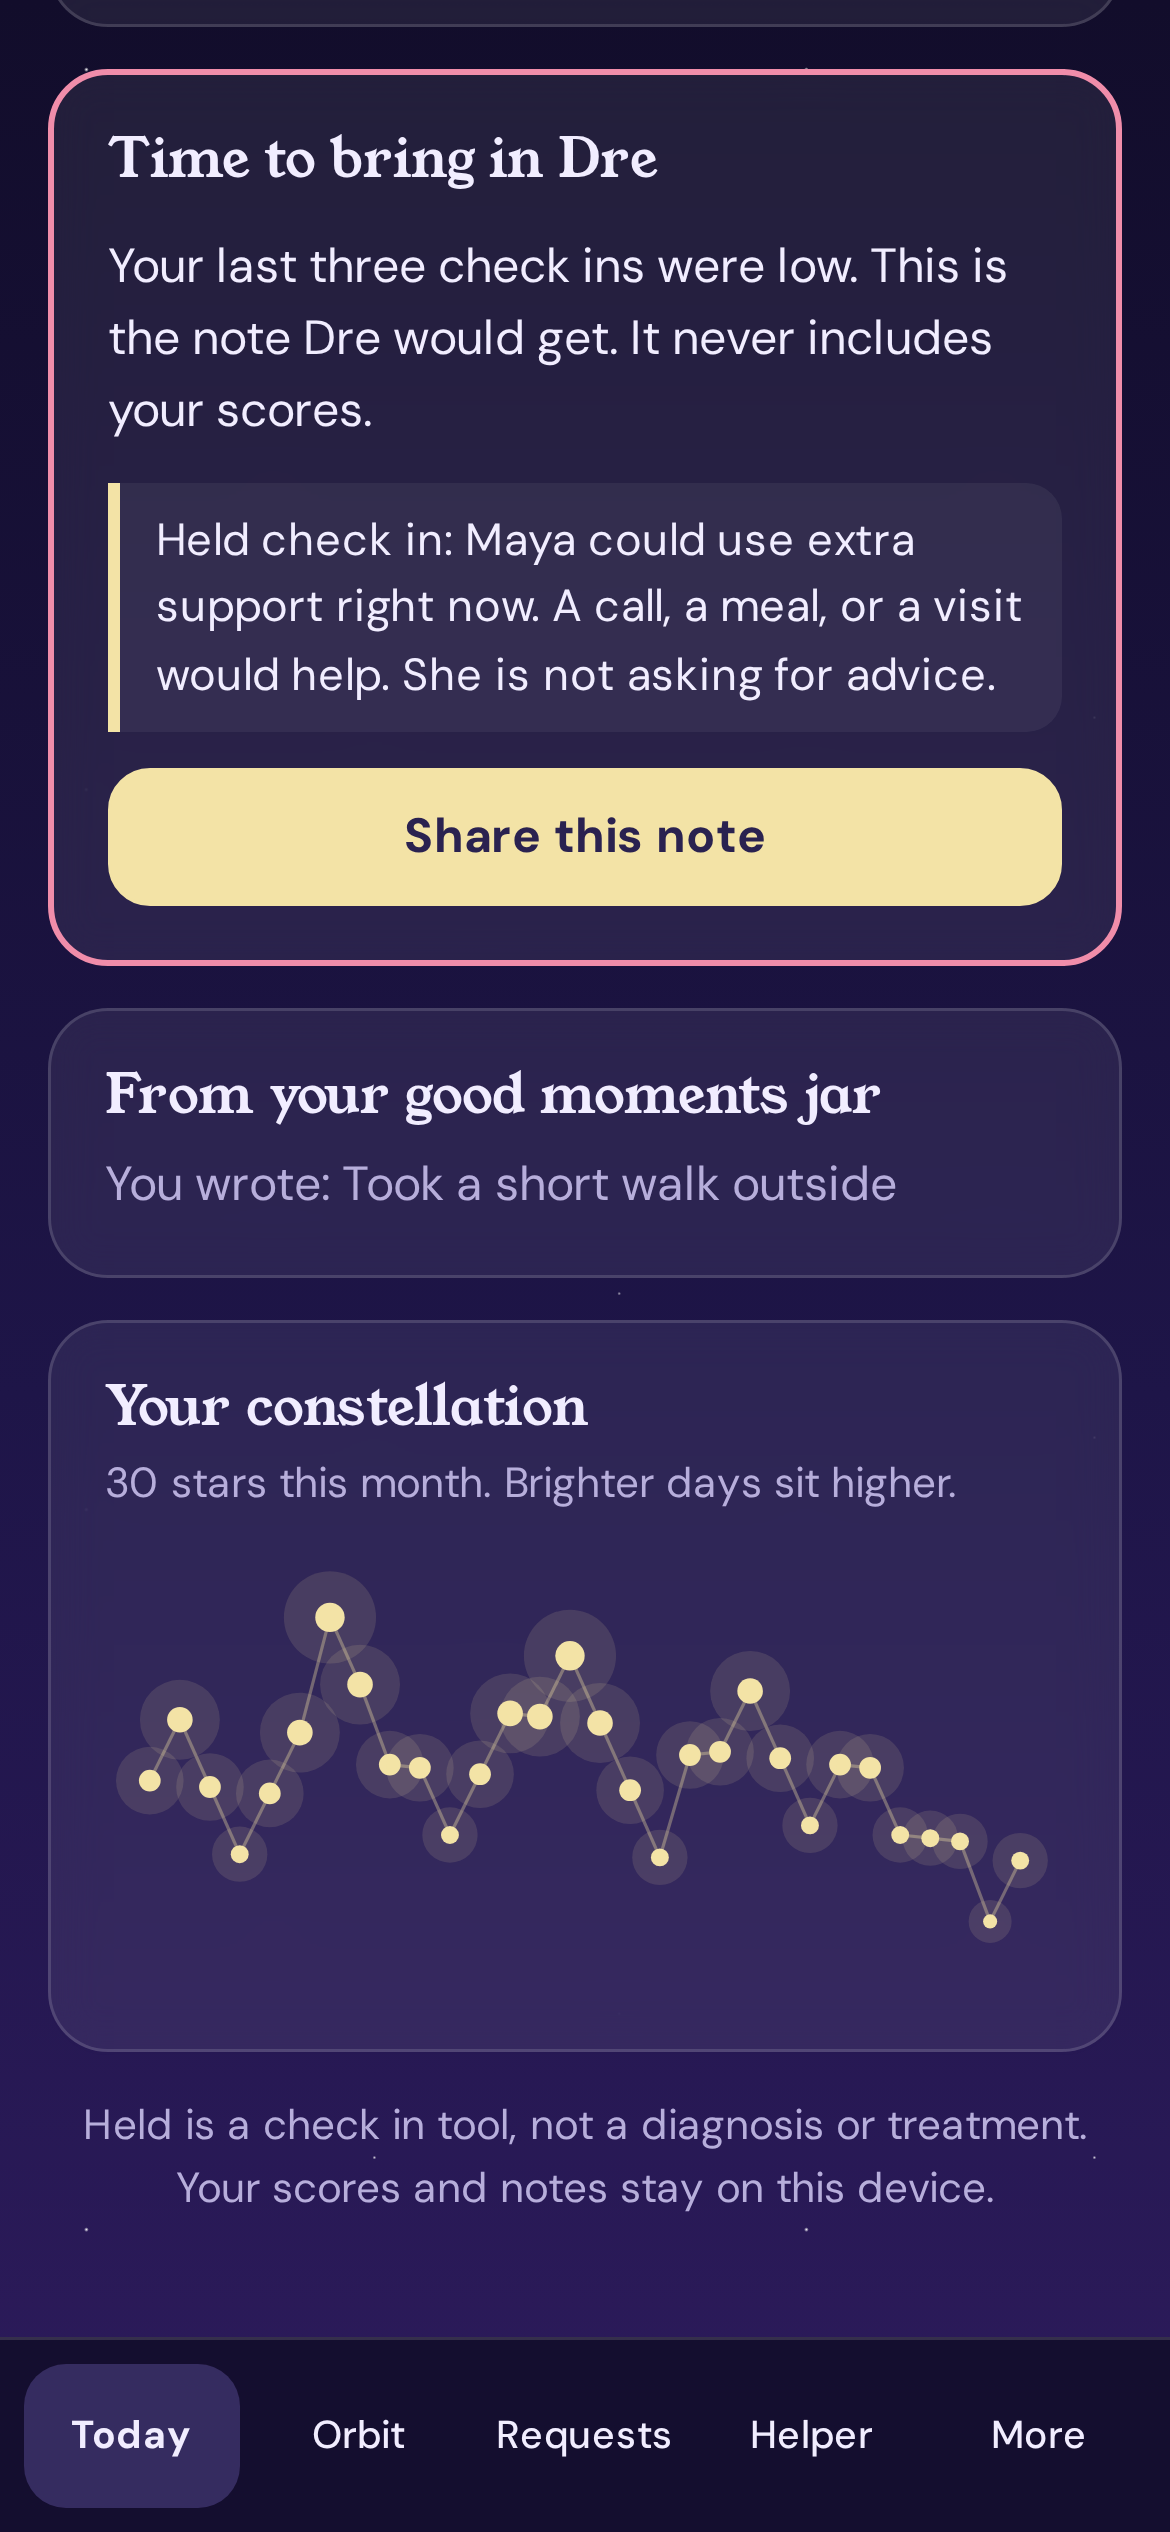 Time to bring in Dre
Your last three check ins were low. This is
the note Dre would get. It never includes
your scores.
Held check in: Maya could use extra
support right now. A call, a meal, or a visit
would help. She is not asking for advice.
Share this note
From your good moments jar
You wrote: Took a short walk outside
Your constellation
30 stars this month. Brighter days sit higher.
Held is a check in tool, not a diagnosis or treatment.
Your scores and notes stay on this device.
Today Orbit Requests Helper More